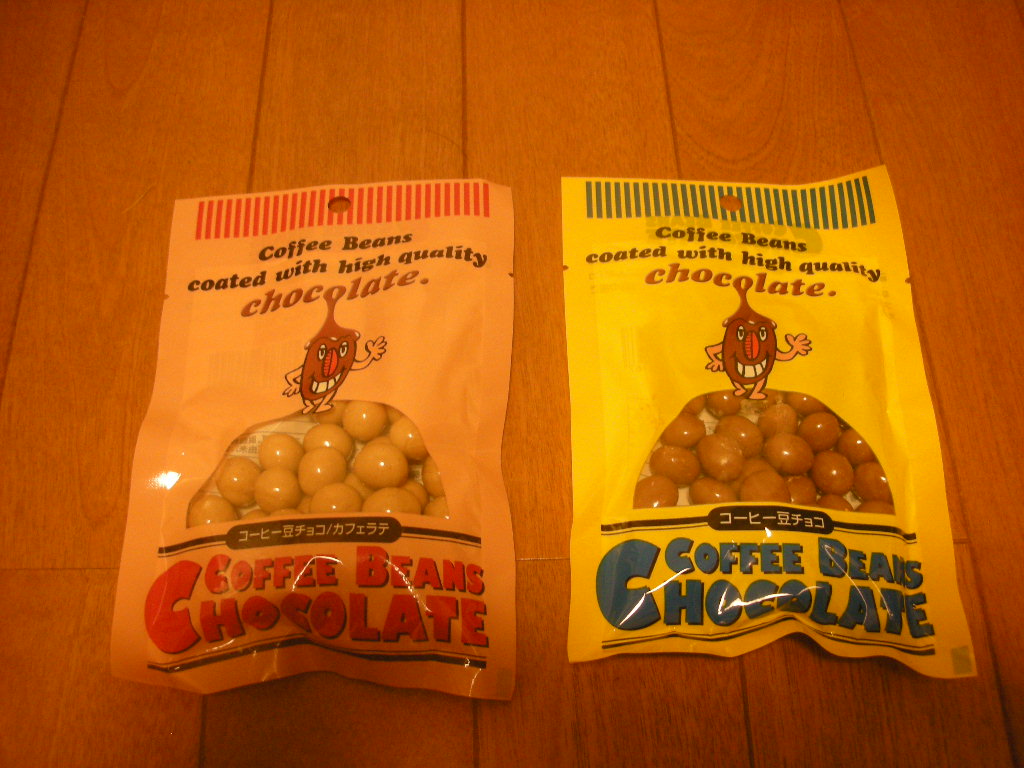 Coffee Beans
coated with high quality
chocolate.
コーヒー豆チョコ/カフェラテ
COFFEE BEANS
CHOCOLATE
Coffee Beans
coated with high quality
chocolate.
コーヒー豆チョコ
COFFEE BEANS
CHOCOLATE